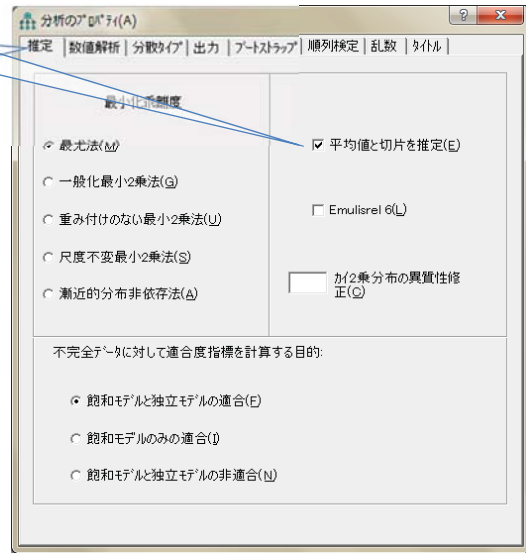 分析のプロパティ(A)
推定 数値解析 分散タイプ 出力 ブートストラップ 順列検定 乱数 タイトル
最小化乖離度
最尤法(M)
一般化最小2乗法(G)
重み付けのない最小2乗法(U)
尺度不変最小2乗法(S)
漸近的分布非依存法(A)
平均値と切片を推定(E)
Emulisrel 6(L)
カイ2乗分布の異質性修
正(C)
不完全データに対して適合度指標を計算する目的:
飽和モデルと独立モデルの適合(F)
飽和モデルのみの適合(I)
飽和モデルと独立モデルの非適合(N)